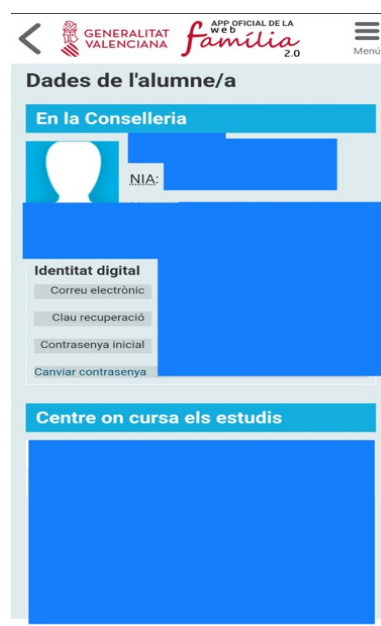 GENERALITAT
VALENCIANA
APP OFICIAL DE LA
web
família
2.0
Menú
Dades de l'alumne/a
En la Conselleria
NIA:
Identitat digital
Correu electrònic
Clau recuperació
Contrasenya inicial
Canviar contrasenya
Centre on cursa els estudis